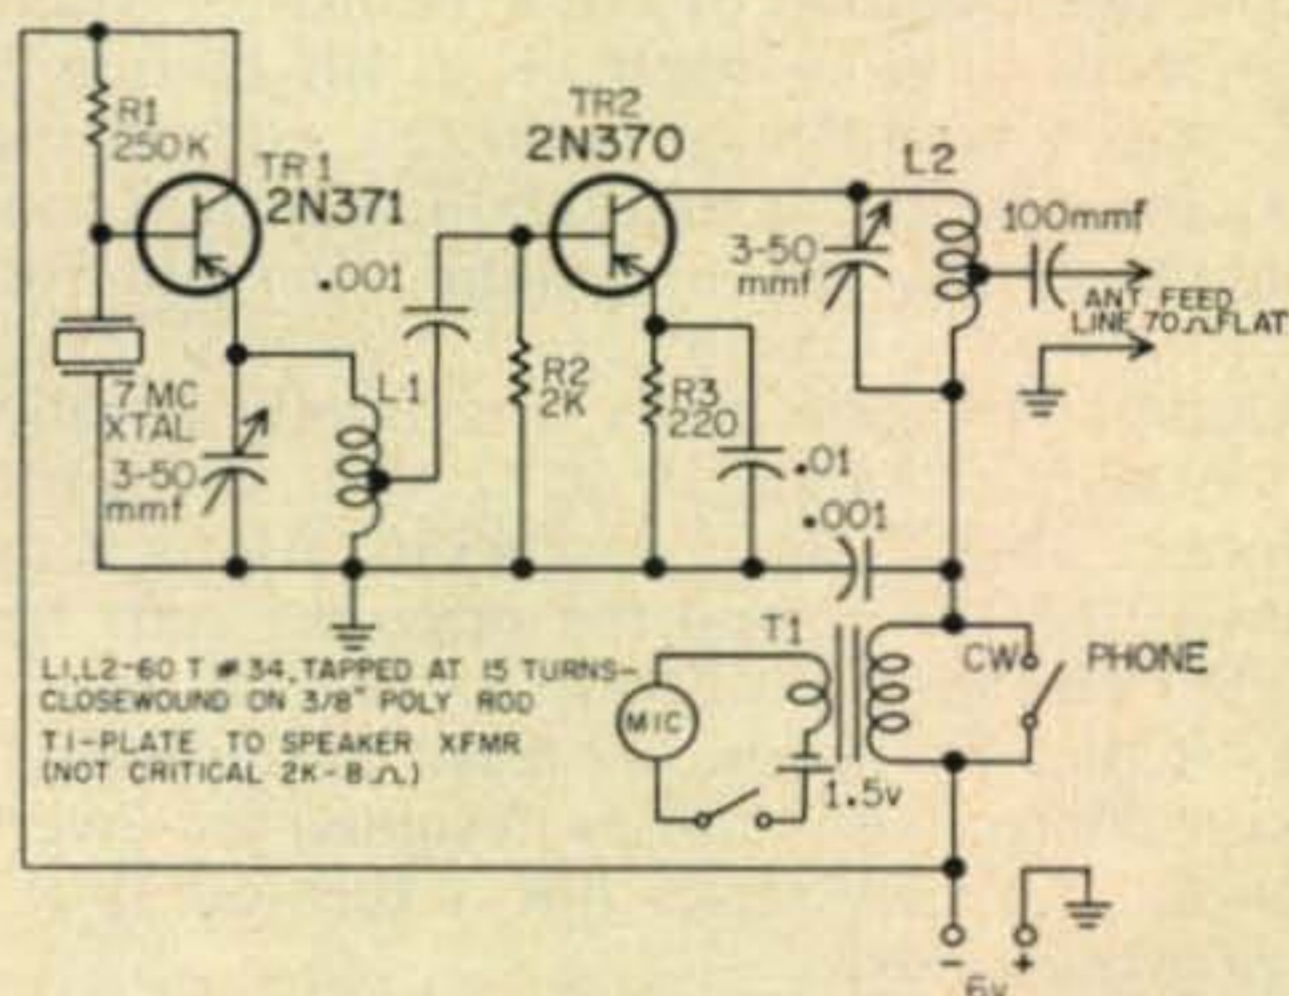 R1
250K
TR1
2N371
.001
7 MC
XTAL
3-50
mmf
L1
TR2
2N370
R2
2K
R3
220
.01
.001
3-50
mmf
L2
100mmf
ANT FEED
LINE 70Ω FLAT
L1,L2-60 T #34, TAPPED AT 15 TURNS-
CLOSEWOUND ON 3/8" POLY ROD
T1-PLATE TO SPEAKER XFMR
(NOT CRITICAL 2K-8Ω)
T1
MIC
1.5v
CW
PHONE
- +
6v